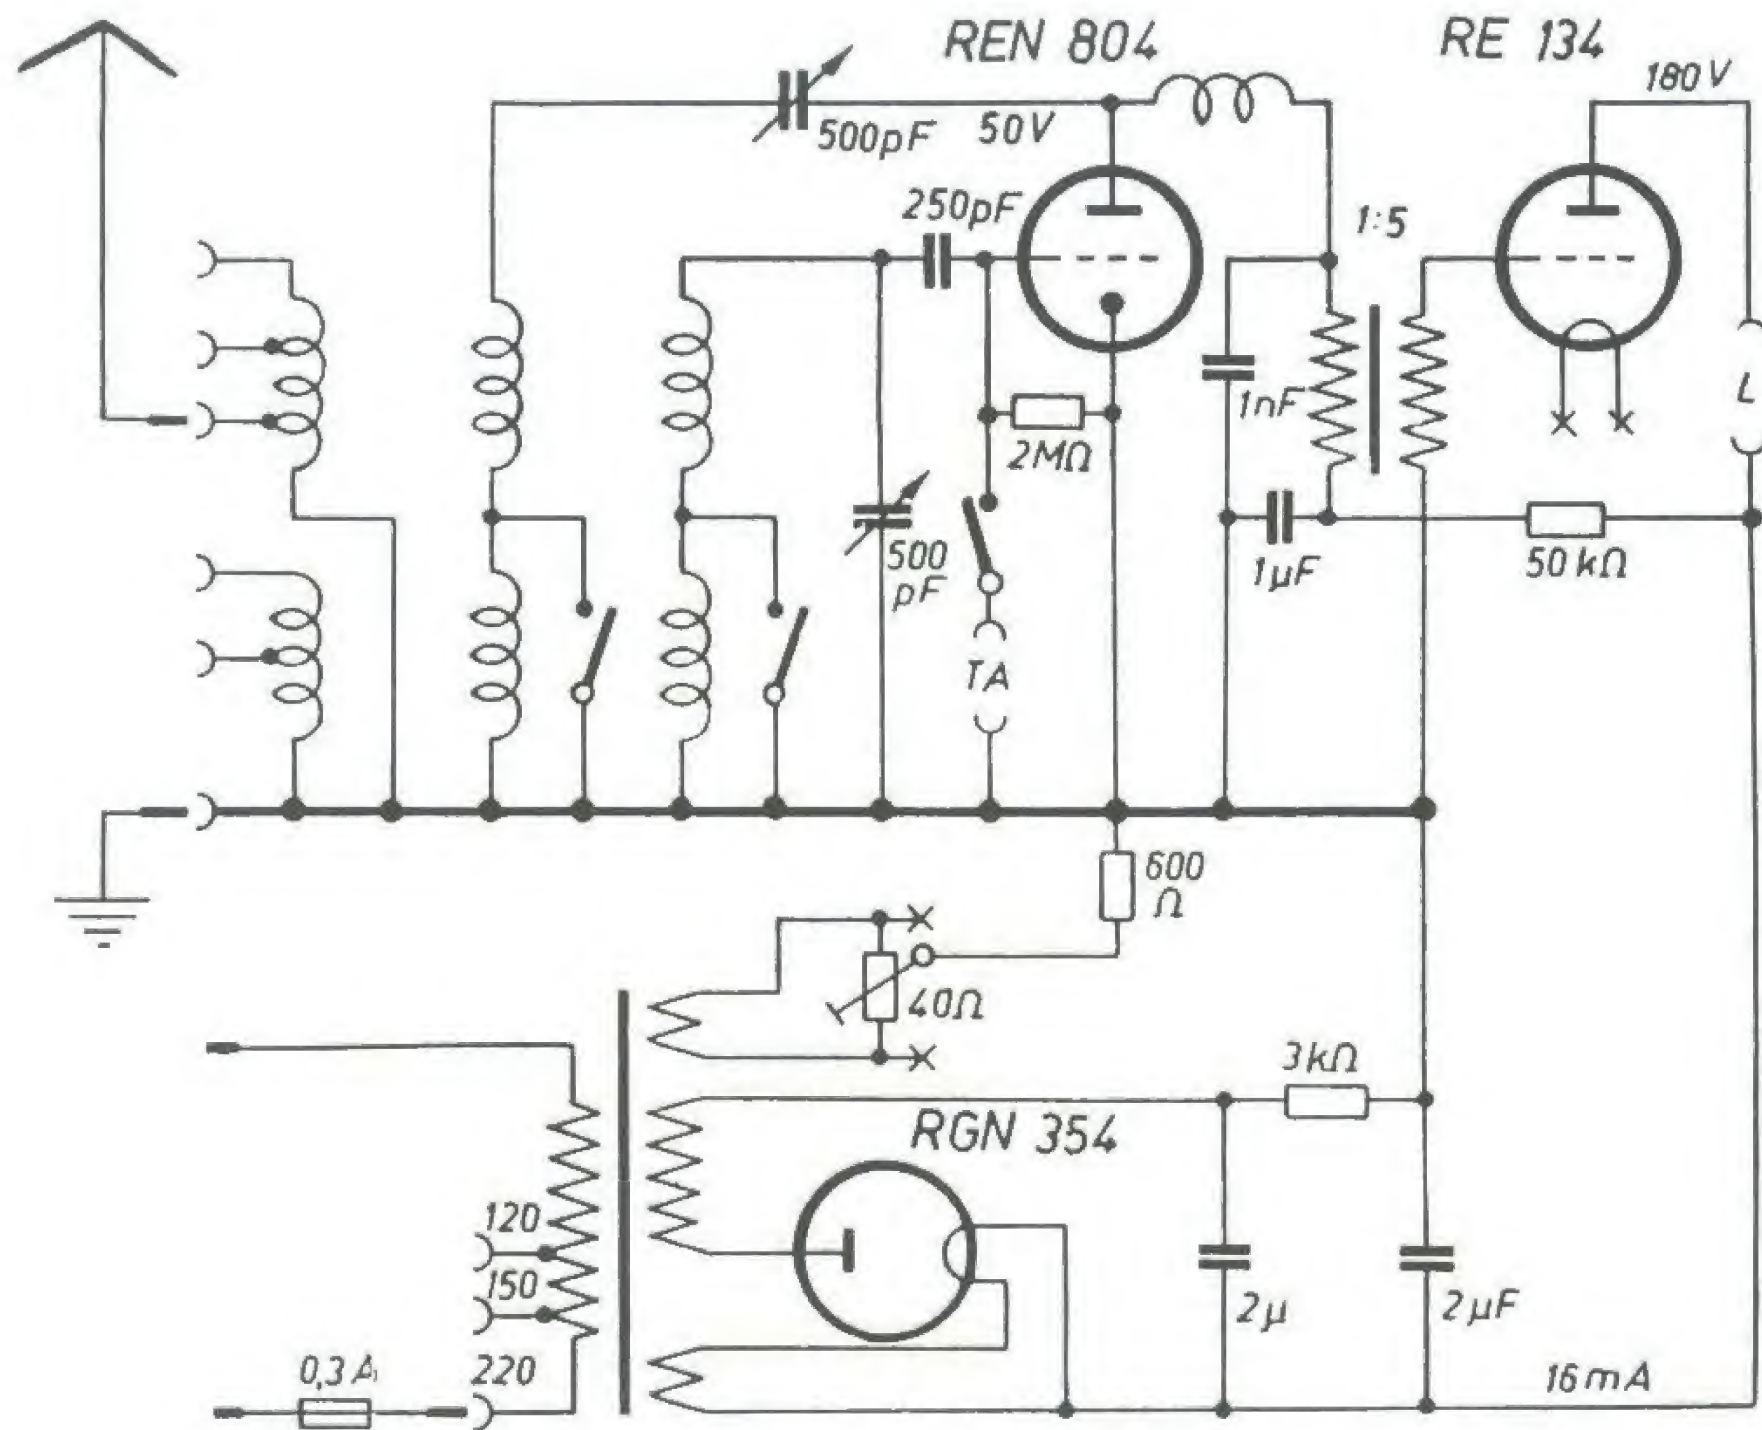 REN 804
RE 134
180V
500pF
50V
250pF
1:5
1nF
L
2MΩ
500
pF
1µF
50kΩ
TA
600
Ω
40Ω
3kΩ
RGN 354
120
150
2µ
2µF
0,3A
220
16mA